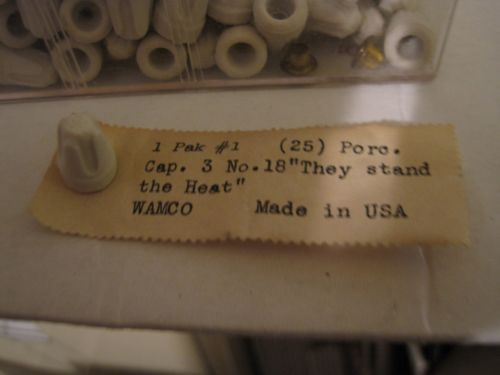 1 Pak #1 (25) Porc.
Cap. 3 No.18"They stand
the Heat"
WAMCO Made in USA